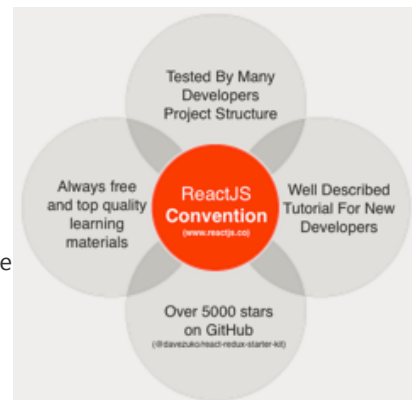 Tested By Many
Developers
Project Structure
Always free
and top quality
learning
materials
ReactJS
Convention
(www.reactjs.co)
Well Described
Tutorial For New
Developers
e
Over 5000 stars
on GitHub
(@davezuko/react-redux-starter-kit)